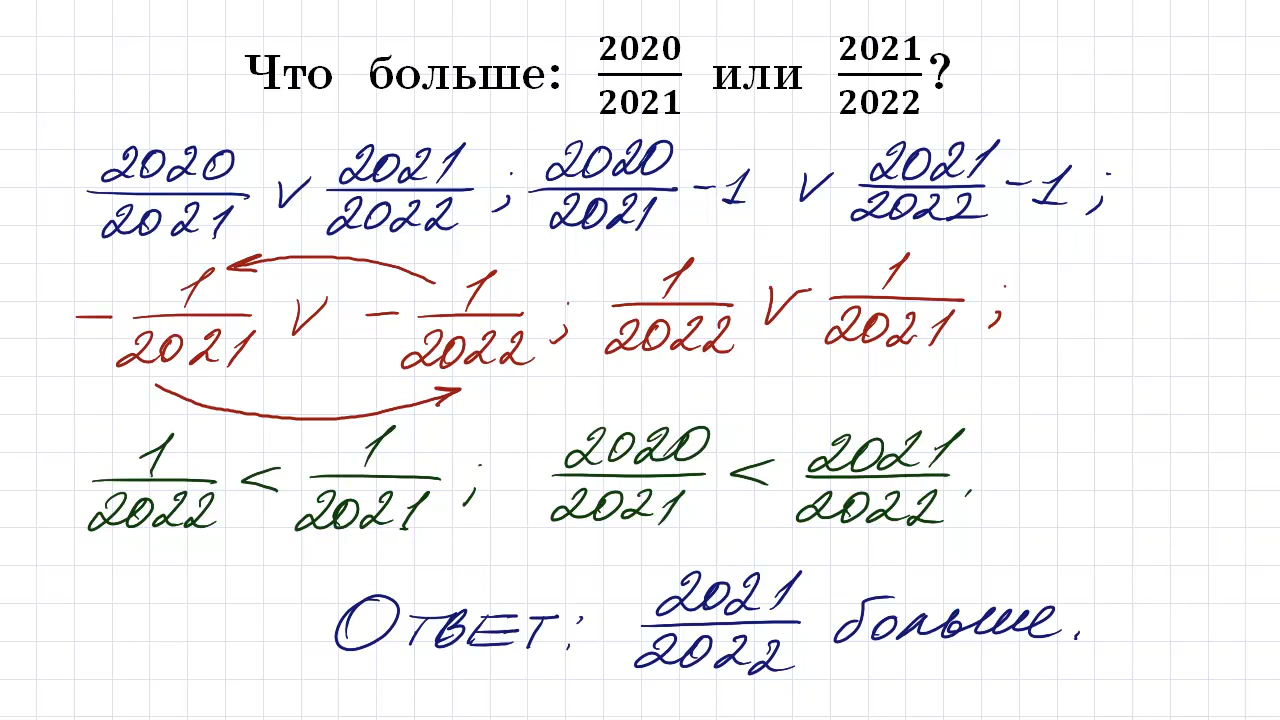 Что больше: 2020/2021 или 2021/2022?
2020/2021 ∨ 2021/2022 ; 2020/2021 - 1 ∨ 2021/2022 - 1 ;
- 1/2021 ∨ - 1/2022 ; 1/2022 ∨ 1/2021 ;
1/2022 < 1/2021 ; 2020/2021 < 2021/2022 .
Ответ: 2021/2022 больше.